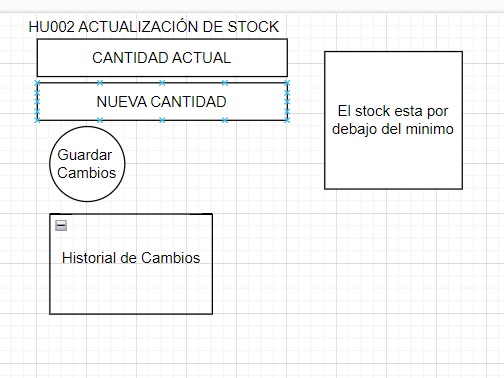 HU002 ACTUALIZACIÓN DE STOCK
CANTIDAD ACTUAL
NUEVA CANTIDAD
El stock esta por
debajo del minimo
Guardar
Cambios
Historial de Cambios